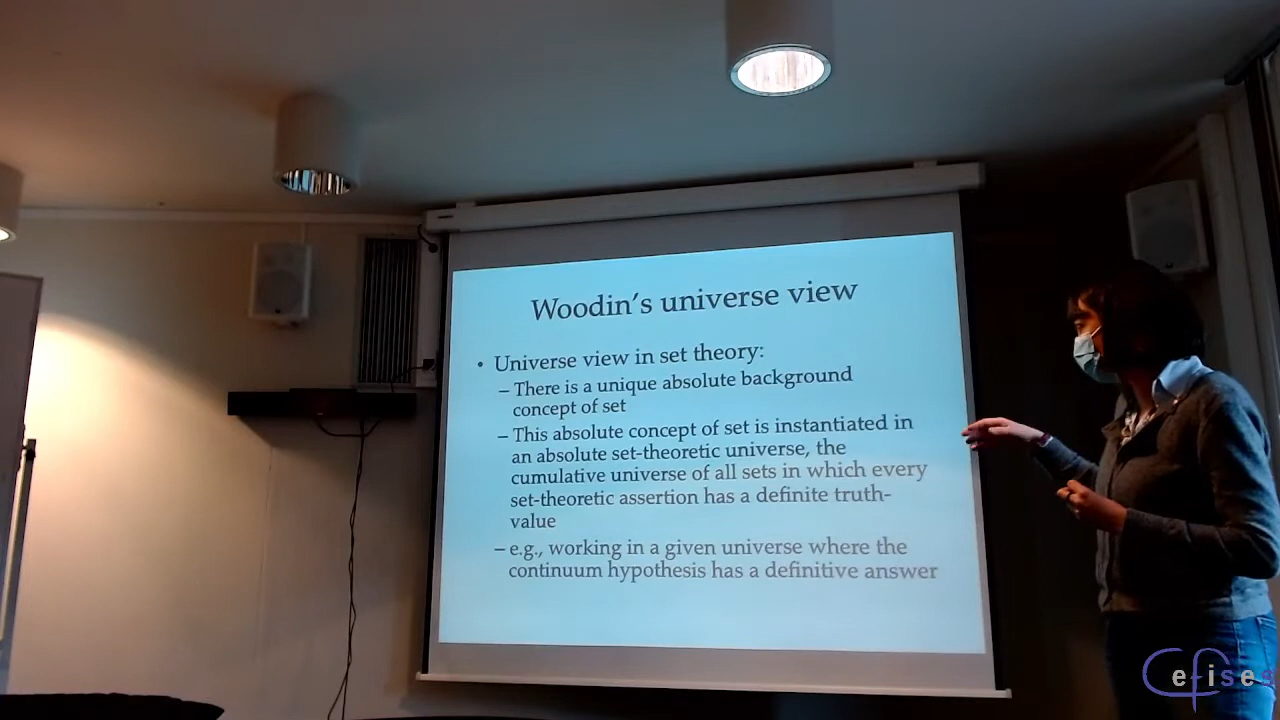 Woodin's universe view
• Universe view in set theory:
– There is a unique absolute background
concept of set
– This absolute concept of set is instantiated in
an absolute set-theoretic universe, the
cumulative universe of all sets in which every
set-theoretic assertion has a definite truth-
value
– e.g., working in a given universe where the
continuum hypothesis has a definitive answer
Cefises